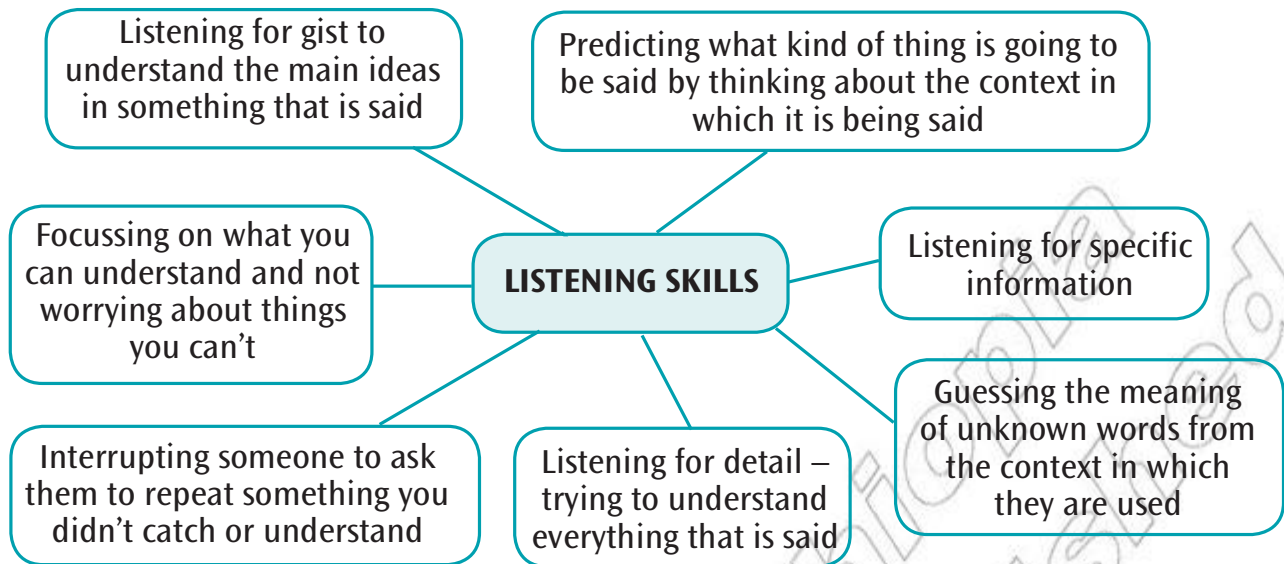 Listening for gist to
understand the main ideas
in something that is said
Predicting what kind of thing is going to
be said by thinking about the context in
which it is being said
Focussing on what you
can understand and not
worrying about things
you can't
LISTENING SKILLS
Listening for specific
information
Interrupting someone to ask
them to repeat something you
didn't catch or understand
Listening for detail –
trying to understand
everything that is said
Guessing the meaning
of unknown words from
the context in which
they are used